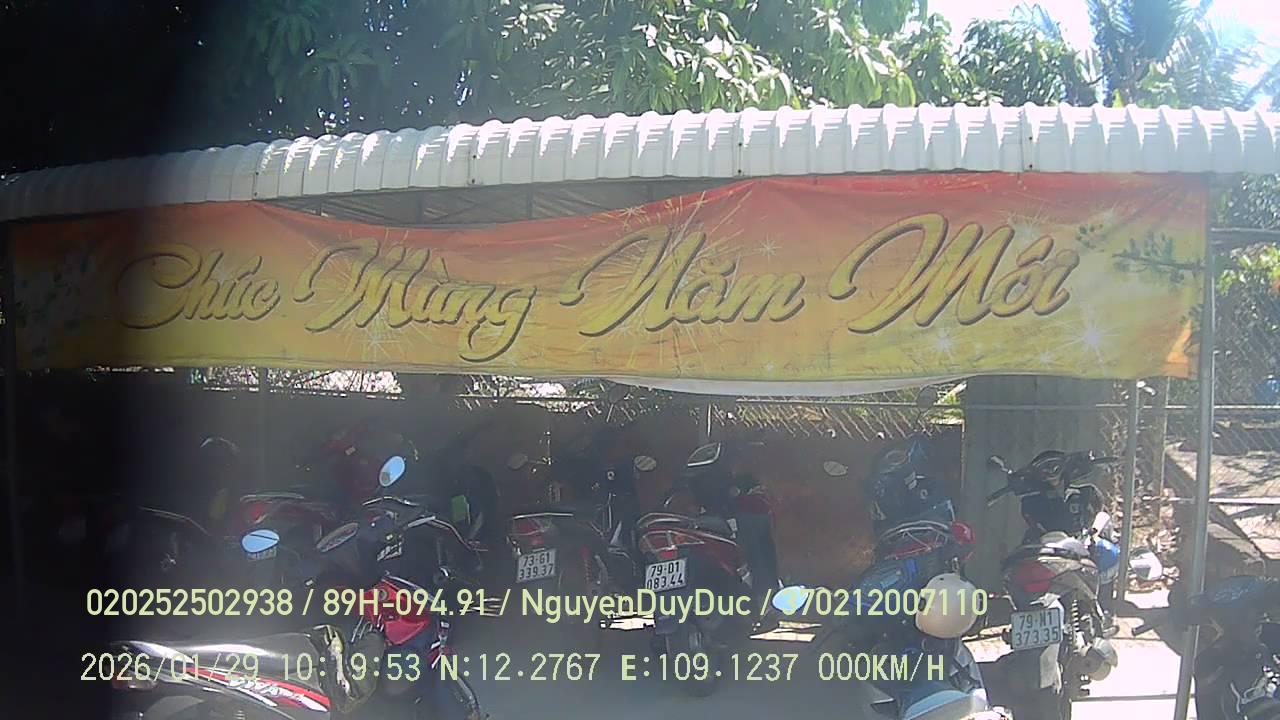 Chúc Mừng Năm Mới
73-G1
339.37
79-D1
083.44
79-N1
373.35
020252502938 / 89H-094.91 / NguyenDuyDuc / 370212007110
2026/01/29 10:19:53 N:12.2767 E:109.1237 000KM/H